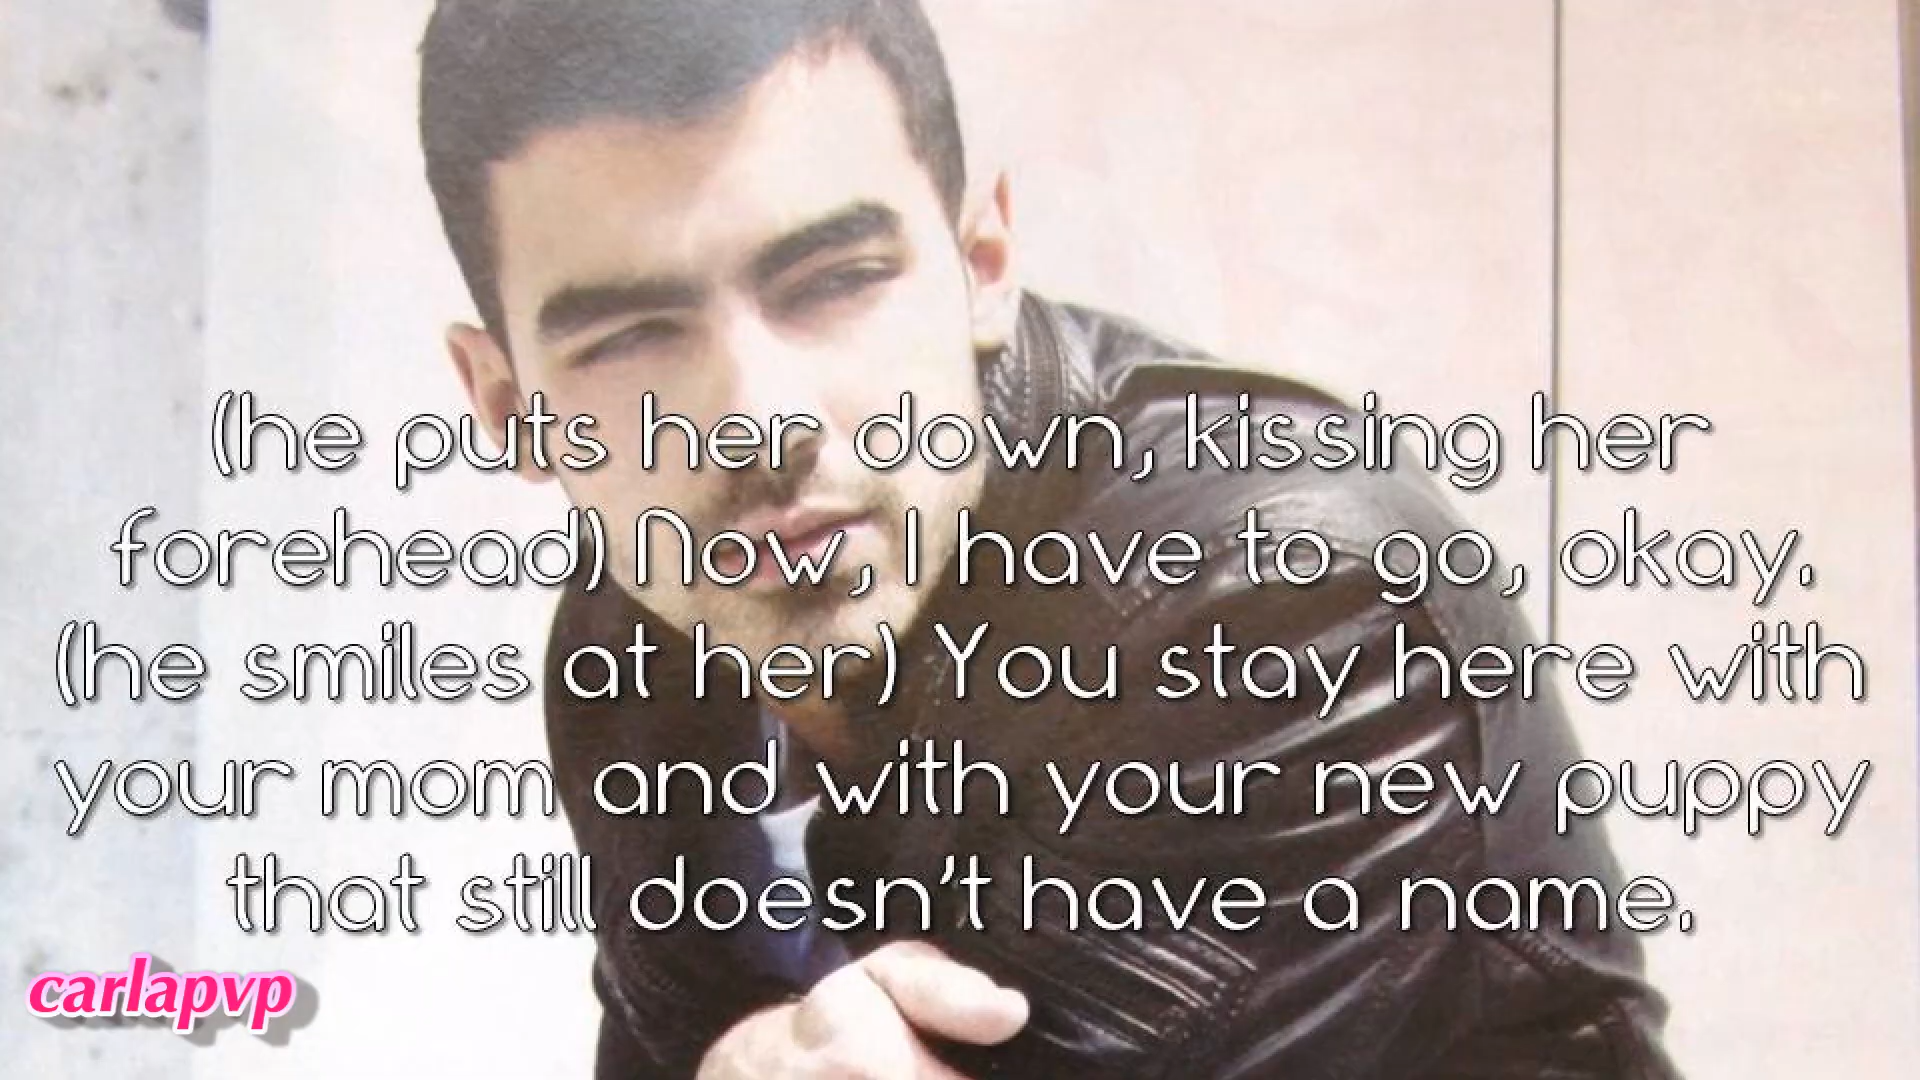 (he puts her down, kissing her
forehead) Now, I have to go, okay.
(he smiles at her) You stay here with
your mom and with your new puppy
that still doesn't have a name.
carlapvp